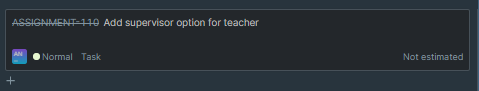 ASSIGNMENT-110 Add supervisor option for teacher
AN Normal Task Not estimated